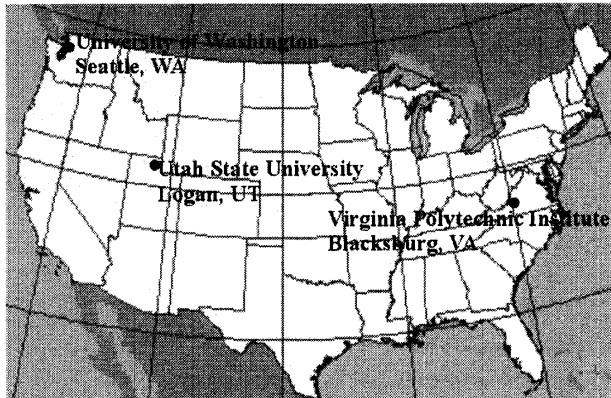 University of Washington
Seattle, WA
Utah State University
Logan, UT
Virginia Polytechnic Institute
Blacksburg, VA